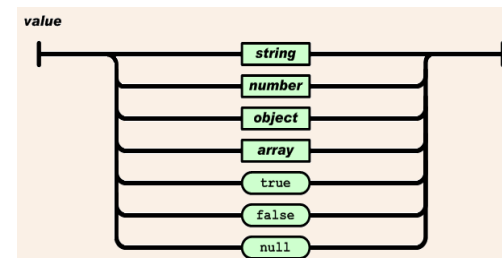 value
string
number
object
array
true
false
null